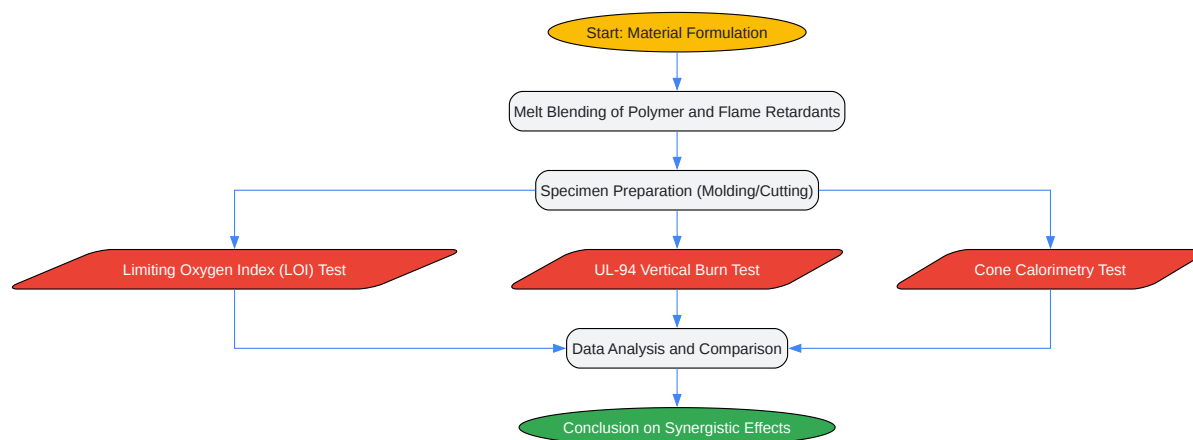 Start: Material Formulation
Melt Blending of Polymer and Flame Retardants
Specimen Preparation (Molding/Cutting)
Limiting Oxygen Index (LOI) Test
UL-94 Vertical Burn Test
Cone Calorimetry Test
Data Analysis and Comparison
Conclusion on Synergistic Effects